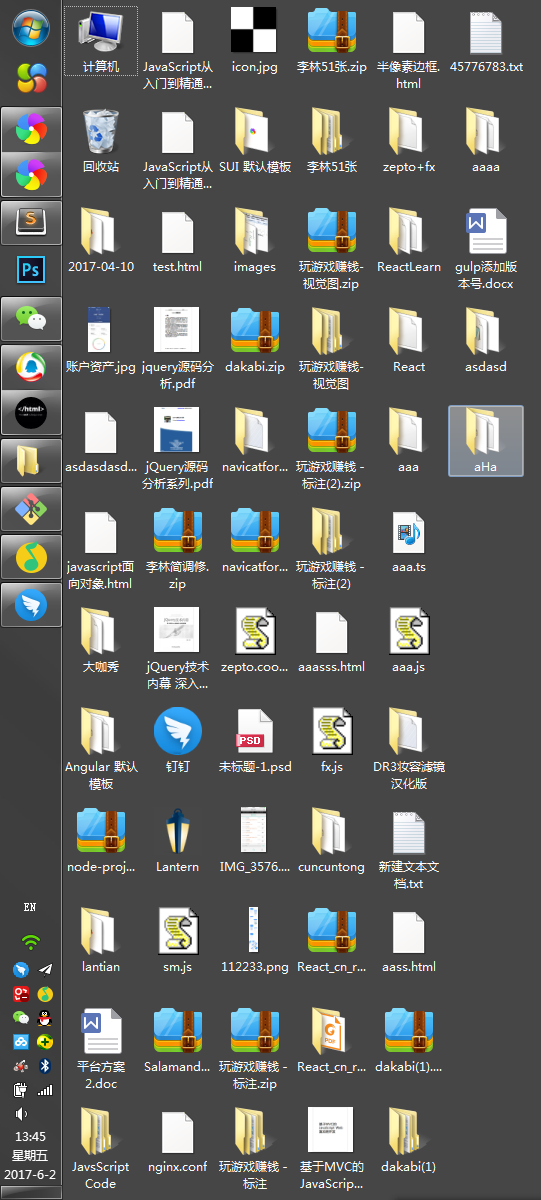 计算机
JavaScript从
入门到精通...
icon.jpg
李林51张.zip
半像素边框.
html
45776783.txt
回收站
JavaScript从
入门到精通...
SUI 默认模板
李林51张
zepto+fx
aaaa
2017-04-10
test.html
images
玩游戏赚钱-
视觉图.zip
ReactLearn
gulp添加版
本号.docx
账户资产.jpg
jquery源码分
析.pdf
dakabi.zip
玩游戏赚钱-
视觉图
React
asdasd
asdasdasd...
jQuery源码
分析系列.pdf
navicatfor...
玩游戏赚钱 -
标注(2).zip
aaa
aHa
javascript面
向对象.html
李林简调修.
zip
navicatfor...
玩游戏赚钱 -
标注(2)
aaa.ts
大咖秀
jQuery技术
内幕 深入...
zepto.coo...
aaasss.html
aaa.js
Angular 默认
模板
钉钉
PSD
未标题-1.psd
fx.js
DR3妆容滤镜
汉化版
node-proj...
Lantern
IMG_3576....
cuncuntong
新建文本文
档.txt
lantian
sm.js
112233.png
React_cn_r...
aass.html
平台方案
2.doc
Salamand...
玩游戏赚钱 -
标注.zip
PDF
React_cn_r...
dakabi(1)....
JavsScript
Code
nginx.conf
玩游戏赚钱 -
标注
基于MVC的
JavaScrip...
dakabi(1)
Ps
</html>
EN
13:45
星期五
2017-6-2